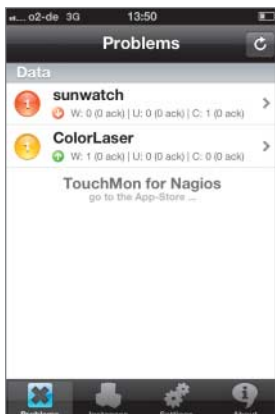 ... o2-de 3G 13:50
Problems
Data
sunwatch
W: 0 (0 ack) | U: 0 (0 ack) | C: 1 (0 ack)
ColorLaser
W: 1 (0 ack) | U: 0 (0 ack) | C: 0 (0 ack)
TouchMon for Nagios
go to the App-Store ...
Problems Instances Settings About